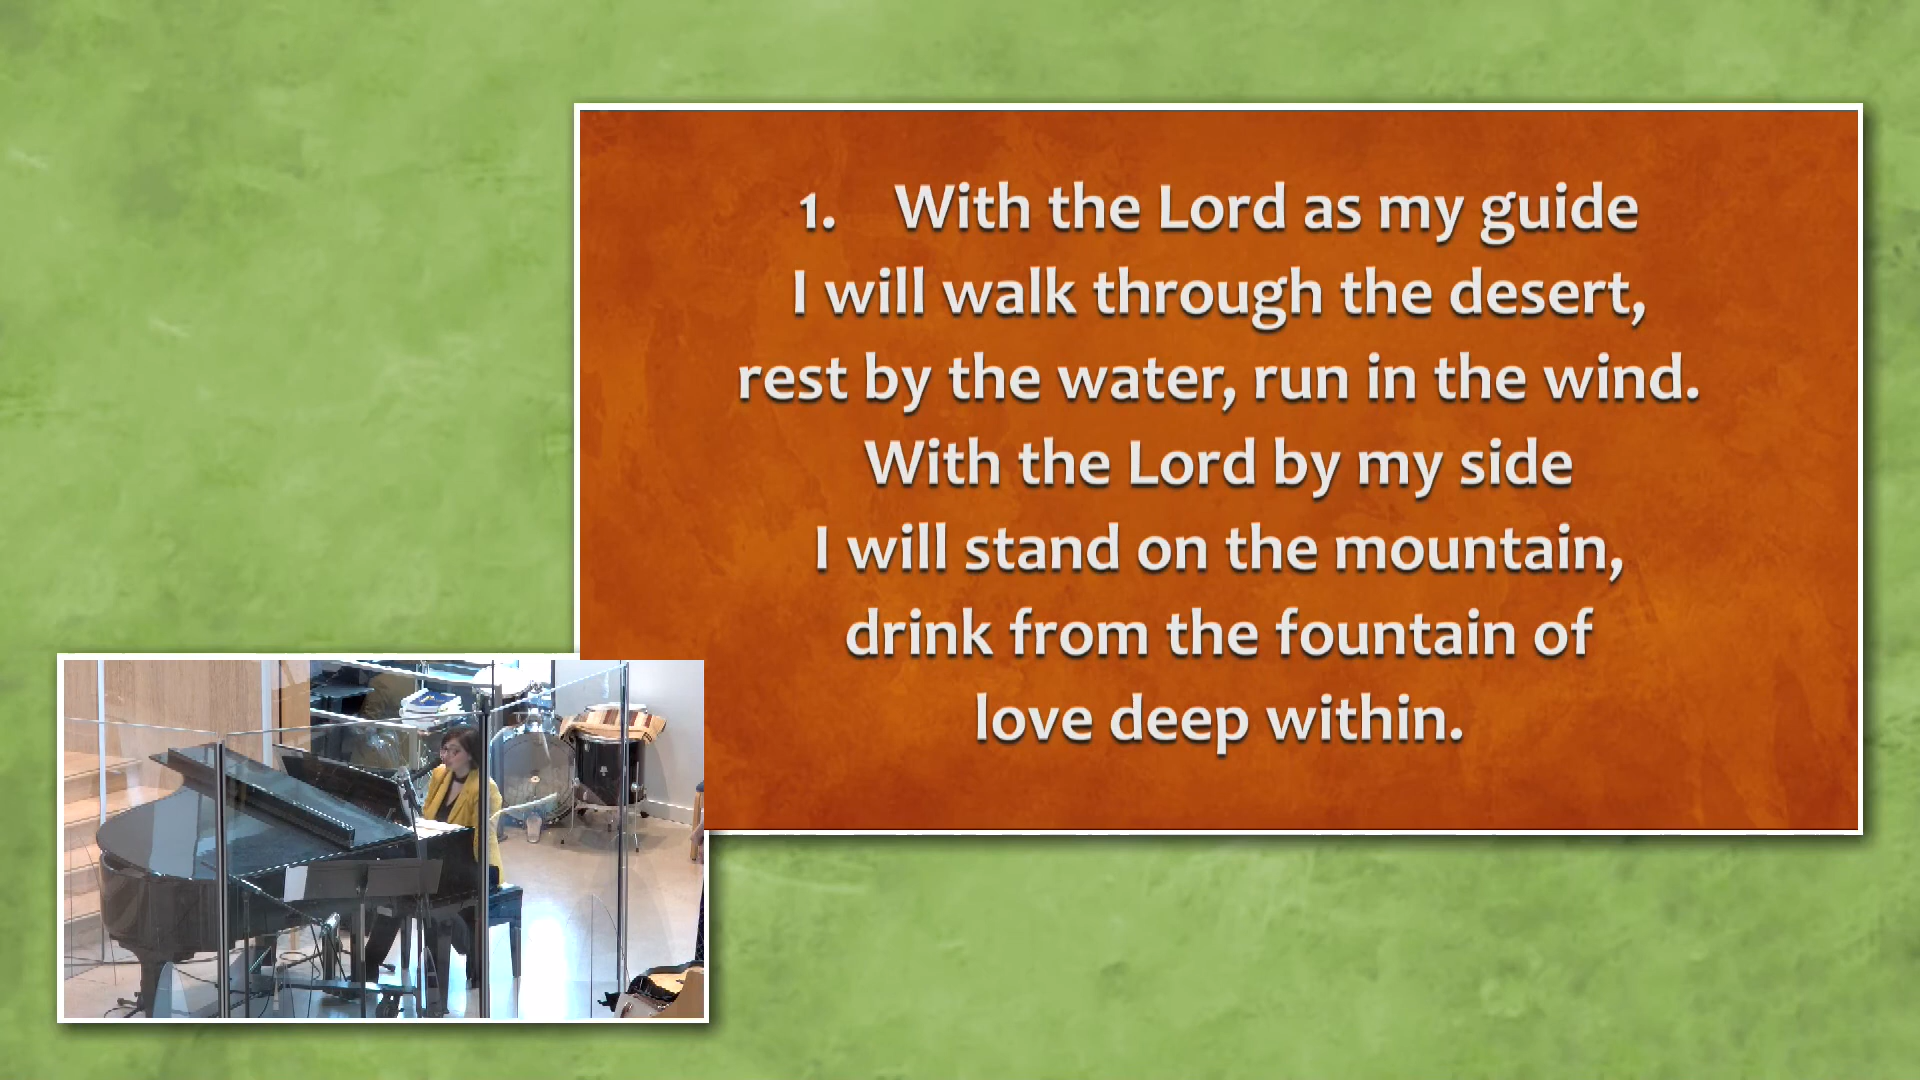 1. With the Lord as my guide
I will walk through the desert,
rest by the water, run in the wind.
With the Lord by my side
I will stand on the mountain,
drink from the fountain of
love deep within.